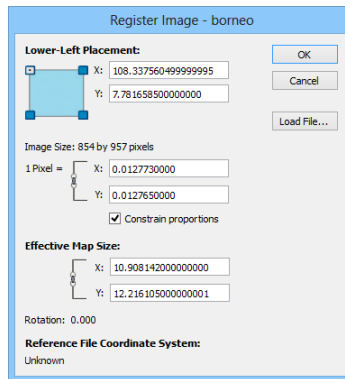 Register Image - borneo
Lower-Left Placement:
X: 108.337560499999995
Y: 7.781658500000000
OK
Cancel
Load File...
Image Size: 854 by 957 pixels
1 Pixel = X: 0.0127730000
Y: 0.0127650000
Constrain proportions
Effective Map Size:
X: 10.908142000000000
Y: 12.216105000000001
Rotation: 0.000
Reference File Coordinate System:
Unknown